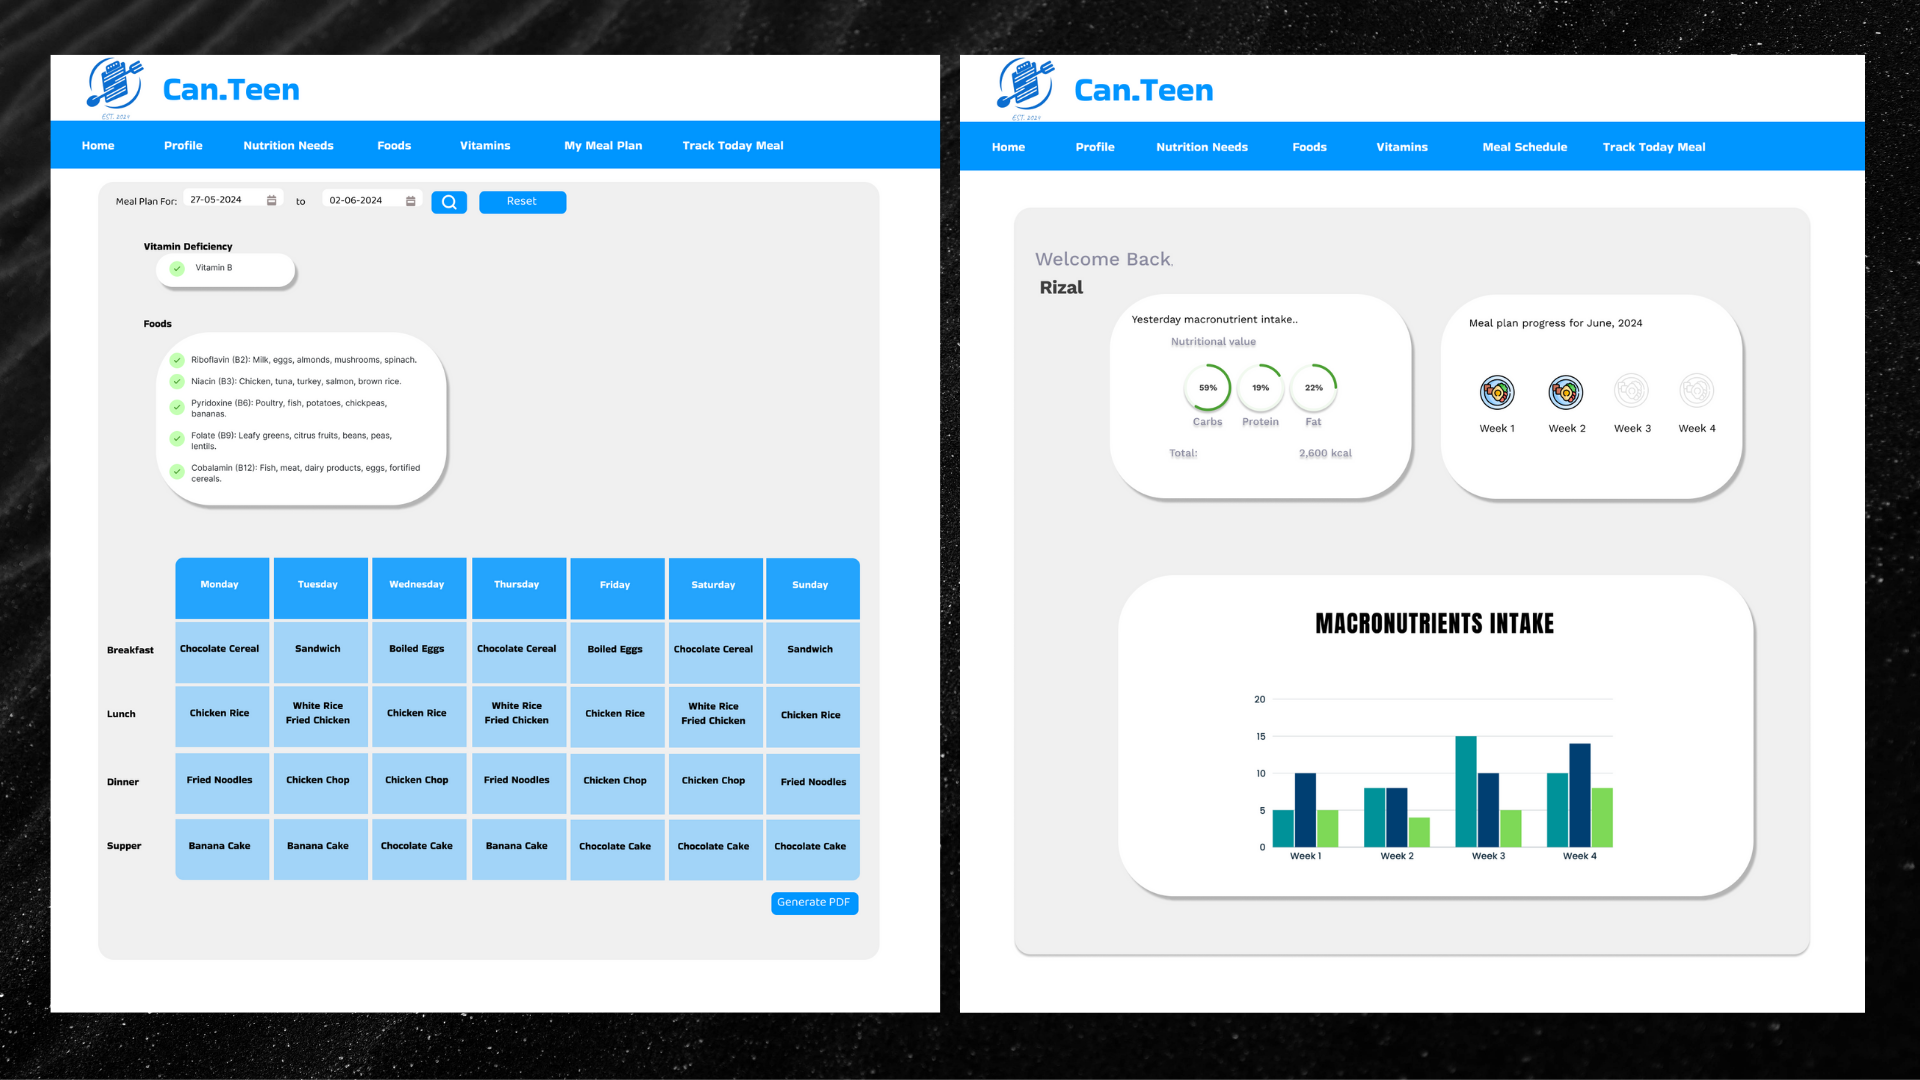 Can.Teen
EST. 2024
Home Profile Nutrition Needs Foods Vitamins My Meal Plan Track Today Meal
Meal Plan For: 27-05-2024 to 02-06-2024 Reset
Vitamin Deficiency
Vitamin B
Foods
Riboflavin (B2): Milk, eggs, almonds, mushrooms, spinach.
Niacin (B3): Chicken, tuna, turkey, salmon, brown rice.
Pyridoxine (B6): Poultry, fish, potatoes, chickpeas,
bananas.
Folate (B9): Leafy greens, citrus fruits, beans, peas,
lentils.
Cobalamin (B12): Fish, meat, dairy products, eggs, fortified
cereals.
Monday Tuesday Wednesday Thursday Friday Saturday Sunday
Breakfast Chocolate Cereal Sandwich Boiled Eggs Chocolate Cereal Boiled Eggs Chocolate Cereal Sandwich
Lunch Chicken Rice White Rice Fried Chicken Chicken Rice White Rice Fried Chicken Chicken Rice White Rice Fried Chicken Chicken Rice
Dinner Fried Noodles Chicken Chop Chicken Chop Fried Noodles Chicken Chop Chicken Chop Fried Noodles
Supper Banana Cake Banana Cake Chocolate Cake Banana Cake Chocolate Cake Chocolate Cake Chocolate Cake
Generate PDF
Can.Teen
EST. 2024
Home Profile Nutrition Needs Foods Vitamins Meal Schedule Track Today Meal
Welcome Back,
Rizal
Yesterday macronutrient intake..
Nutritional value
59% 19% 22%
Carbs Protein Fat
Total: 2,600 kcal
Meal plan progress for June, 2024
Week 1 Week 2 Week 3 Week 4
MACRONUTRIENTS INTAKE
20
15
10
5
0
Week 1 Week 2 Week 3 Week 4